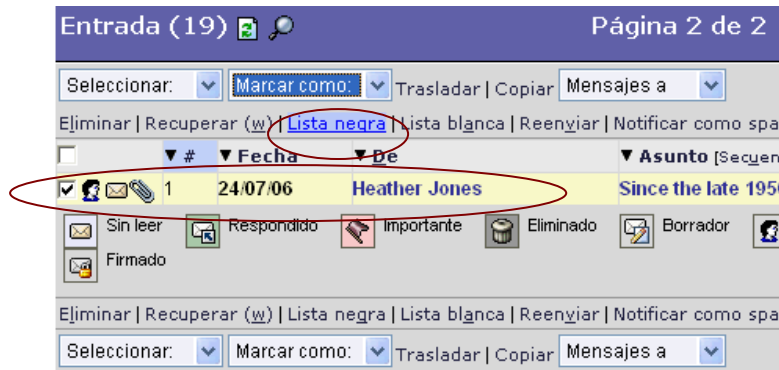 Entrada (19) Página 2 de 2
Seleccionar: Marcar como: Trasladar | Copiar Mensajes a
Eliminar | Recuperar (w) | Lista negra | Lista blanca | Reenviar | Notificar como spa
# Fecha De Asunto [Secuen
1 24/07/06 Heather Jones Since the late 195
Sin leer Respondido Importante Eliminado Borrador
Firmado
Eliminar | Recuperar (w) | Lista negra | Lista blanca | Reenviar | Notificar como spa
Seleccionar: Marcar como: Trasladar | Copiar Mensajes a